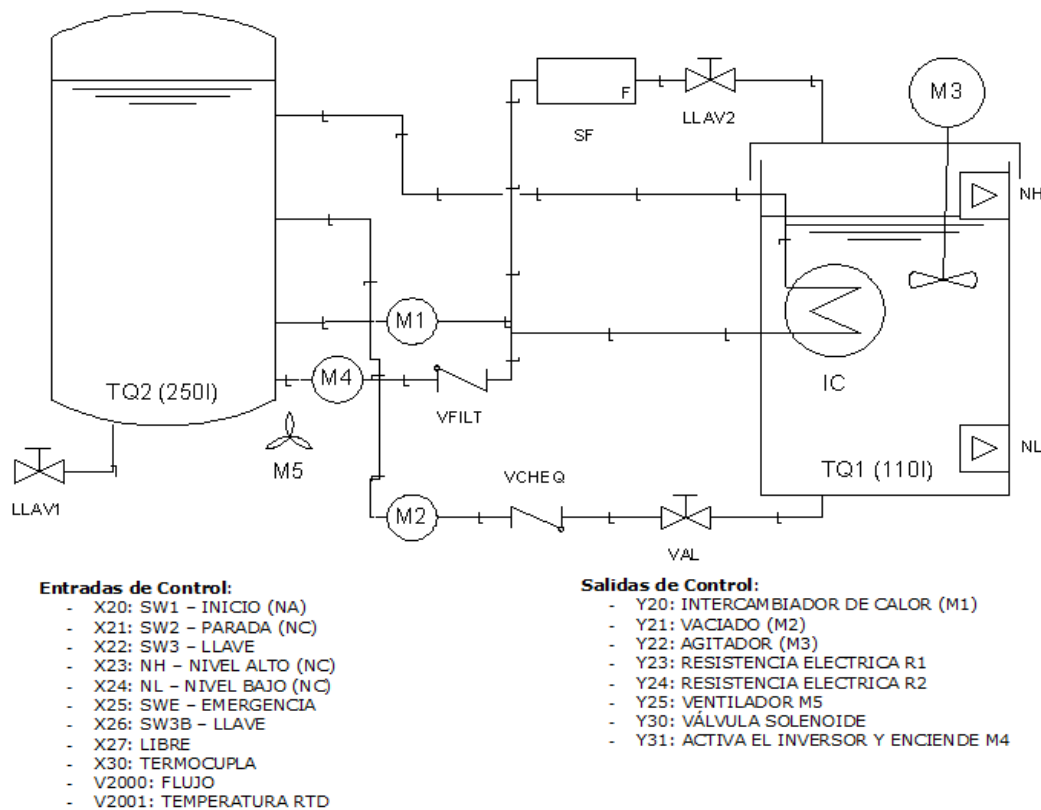 M3
F
LLAV2
SF
NH
M1
IC
M4
TQ2 (250l)
VFILT
M5
NL
TQ1 (110l)
LLAV1
VCHEQ
M2
VAL
Entradas de Control:
- X20: SW1 – INICIO (NA)
- X21: SW2 – PARADA (NC)
- X22: SW3 – LLAVE
- X23: NH – NIVEL ALTO (NC)
- X24: NL – NIVEL BAJO (NC)
- X25: SWE – EMERGENCIA
- X26: SW3B – LLAVE
- X27: LIBRE
- X30: TERMOCUPLA
- V2000: FLUJO
- V2001: TEMPERATURA RTD
Salidas de Control:
- Y20: INTERCAMBIADOR DE CALOR (M1)
- Y21: VACIADO (M2)
- Y22: AGITADOR (M3)
- Y23: RESISTENCIA ELECTRICA R1
- Y24: RESISTENCIA ELECTRICA R2
- Y25: VENTILADOR M5
- Y30: VÁLVULA SOLENOIDE
- Y31: ACTIVA EL INVERSOR Y ENCIENDE M4